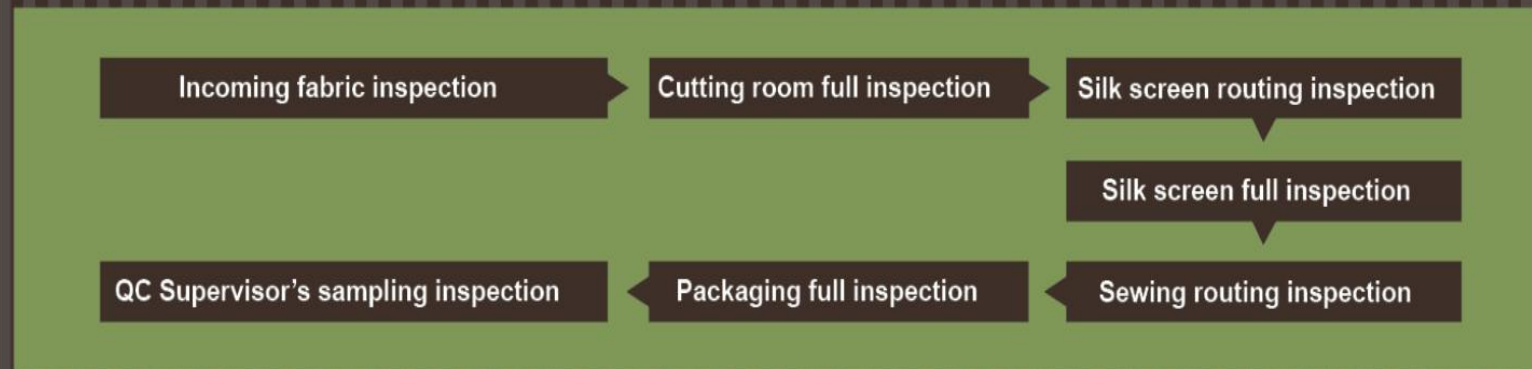 Incoming fabric inspection
Cutting room full inspection
Silk screen routing inspection
Silk screen full inspection
Sewing routing inspection
Packaging full inspection
QC Supervisor’s sampling inspection